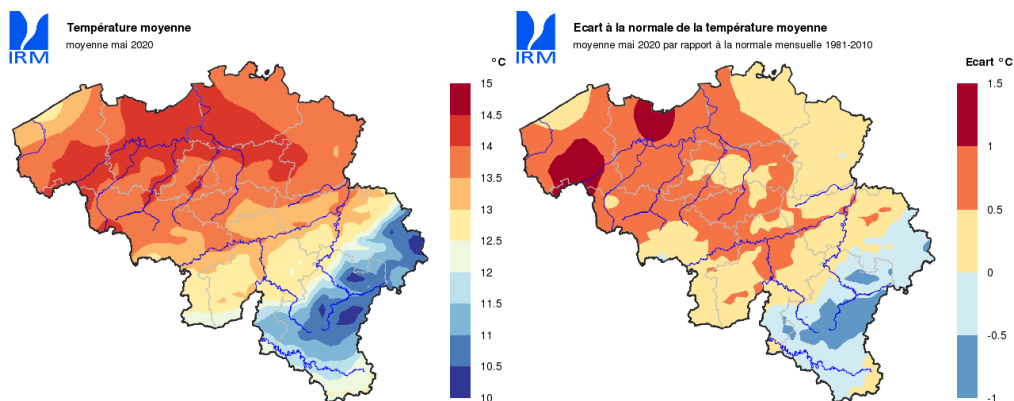 IRM
Température moyenne
moyenne mai 2020
°C
15
14.5
14
13.5
13
12.5
12
11.5
11
10.5
10
IRM
Ecart à la normale de la température moyenne
moyenne mai 2020 par rapport à la normale mensuelle 1981-2010
Ecart °C
1.5
1
0.5
0
-0.5
-1